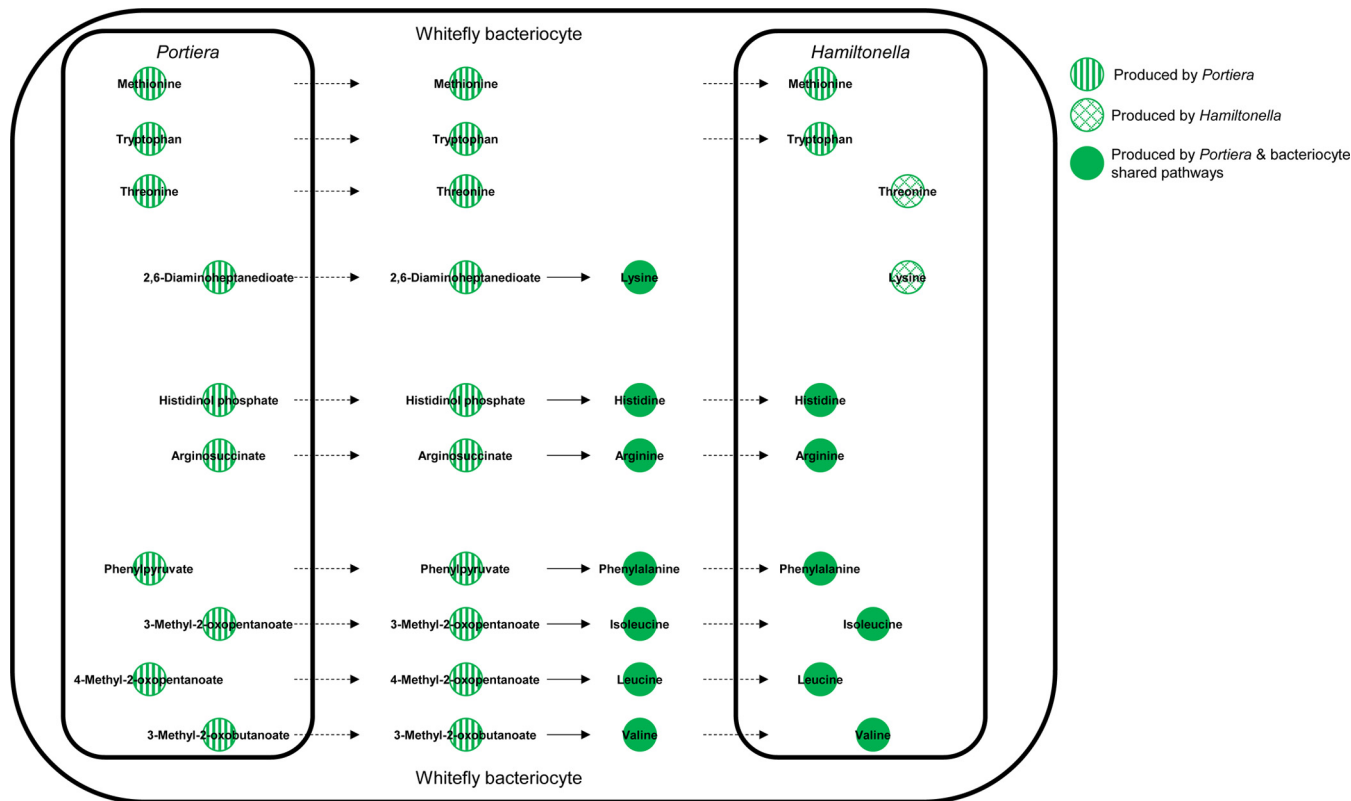 Whitefly bacteriocyte
Portiera
Hamiltonella
Methionine
Methionine
Methionine
Tryptophan
Tryptophan
Tryptophan
Threonine
Threonine
Threonine
2,6-Diaminoheptanedioate
2,6-Diaminoheptanedioate
Lysine
Lysine
Histidinol phosphate
Histidinol phosphate
Histidine
Histidine
Arginosuccinate
Arginosuccinate
Arginine
Arginine
Phenylpyruvate
Phenylpyruvate
Phenylalanine
Phenylalanine
3-Methyl-2-oxopentanoate
3-Methyl-2-oxopentanoate
Isoleucine
Isoleucine
4-Methyl-2-oxopentanoate
4-Methyl-2-oxopentanoate
Leucine
Leucine
3-Methyl-2-oxobutanoate
3-Methyl-2-oxobutanoate
Valine
Valine
Whitefly bacteriocyte
Produced by Portiera
Produced by Hamiltonella
Produced by Portiera & bacteriocyte
shared pathways